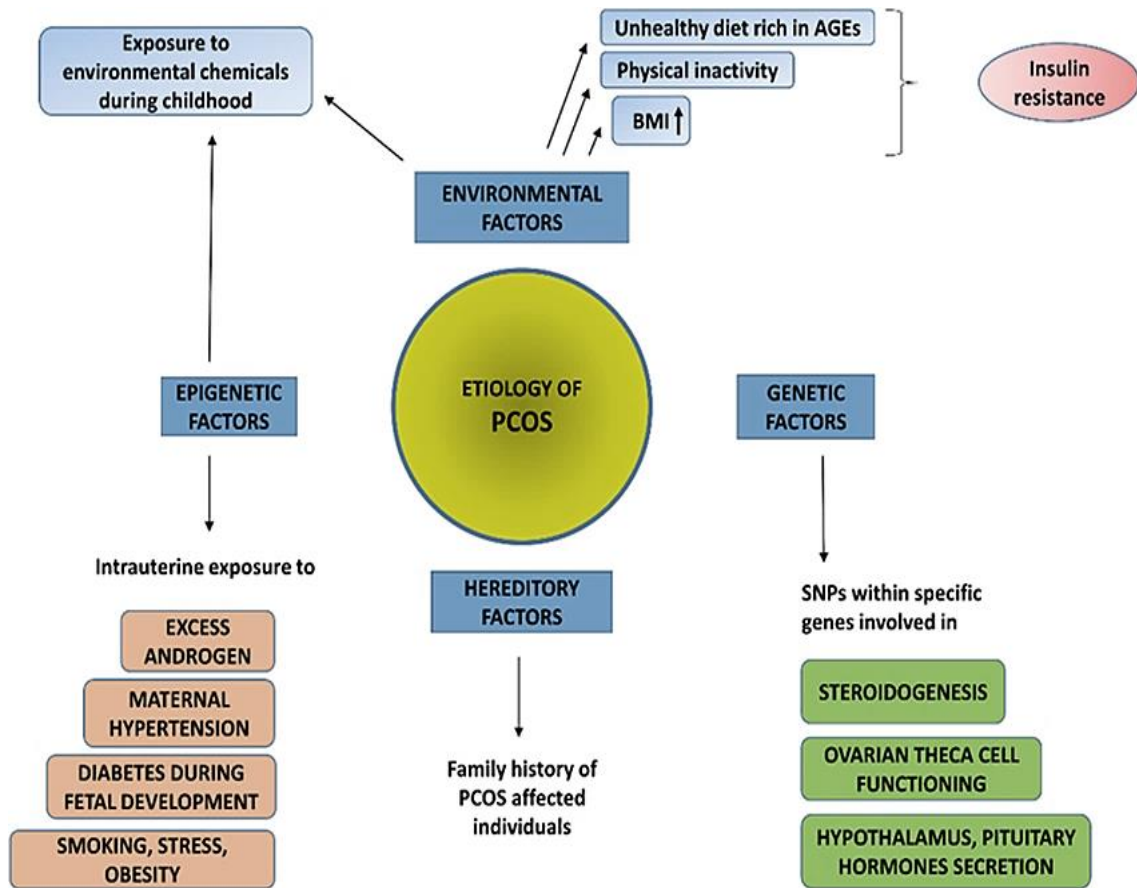 Exposure to
environmental chemicals
during childhood
Unhealthy diet rich in AGEs
Physical inactivity
BMI
Insulin
resistance
ENVIRONMENTAL
FACTORS
EPIGENETIC
FACTORS
ETIOLOGY OF
PCOS
GENETIC
FACTORS
Intrauterine exposure to
EXCESS
ANDROGEN
MATERNAL
HYPERTENSION
DIABETES DURING
FETAL DEVELOPMENT
SMOKING, STRESS,
OBESITY
HEREDITORY
FACTORS
Family history of
PCOS affected
individuals
SNPs within specific
genes involved in
STEROIDOGENESIS
OVARIAN THECA CELL
FUNCTIONING
HYPOTHALAMUS, PITUITARY
HORMONES SECRETION